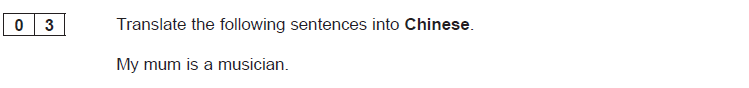 0 3 Translate the following sentences into Chinese.
My mum is a musician.